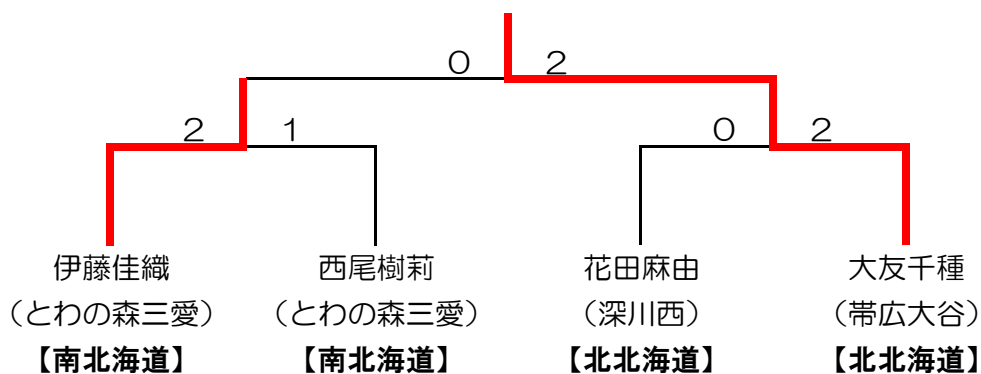 ０ ２
２ １ ０ ２
伊藤佳織 西尾樹莉 花田麻由 大友千種
（とわの森三愛） （とわの森三愛） （深川西） （帯広大谷）
【南北海道】 【南北海道】 【北北海道】 【北北海道】